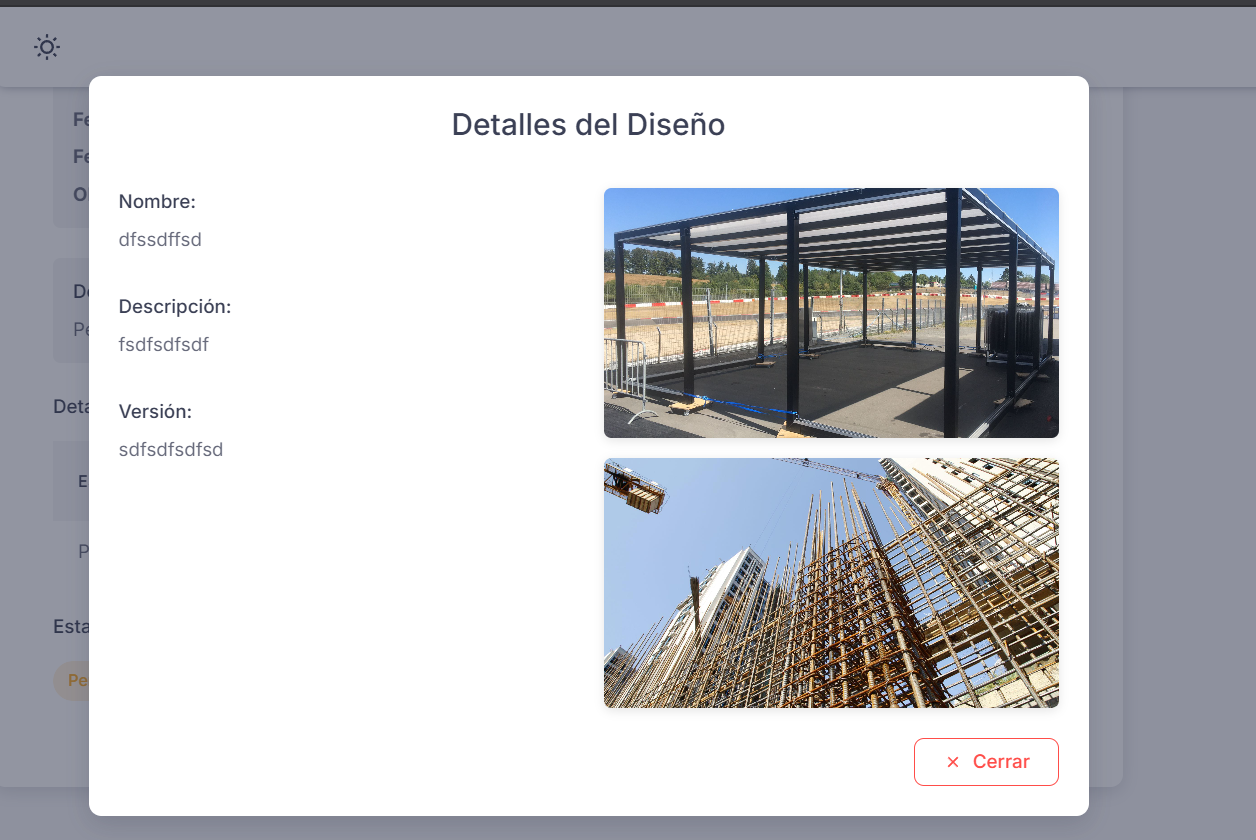 Detalles del Diseño
Nombre:
dfssdffsd
Descripción:
fsdfsdfsdf
Versión:
sdfsdfsdfsd
Cerrar
Fe
Fe
O
De
Pe
Deta
E
P
Esta
Pe